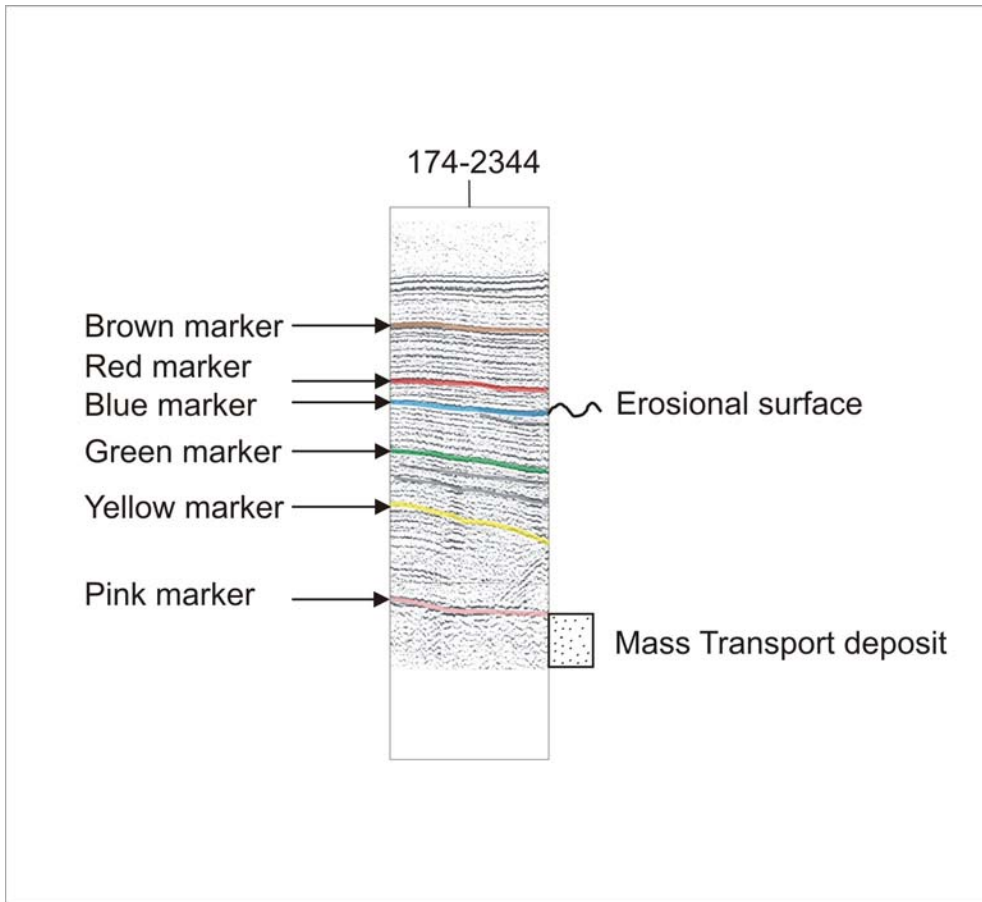 174-2344
Brown marker
Red marker
Blue marker
Erosional surface
Green marker
Yellow marker
Pink marker
Mass Transport deposit